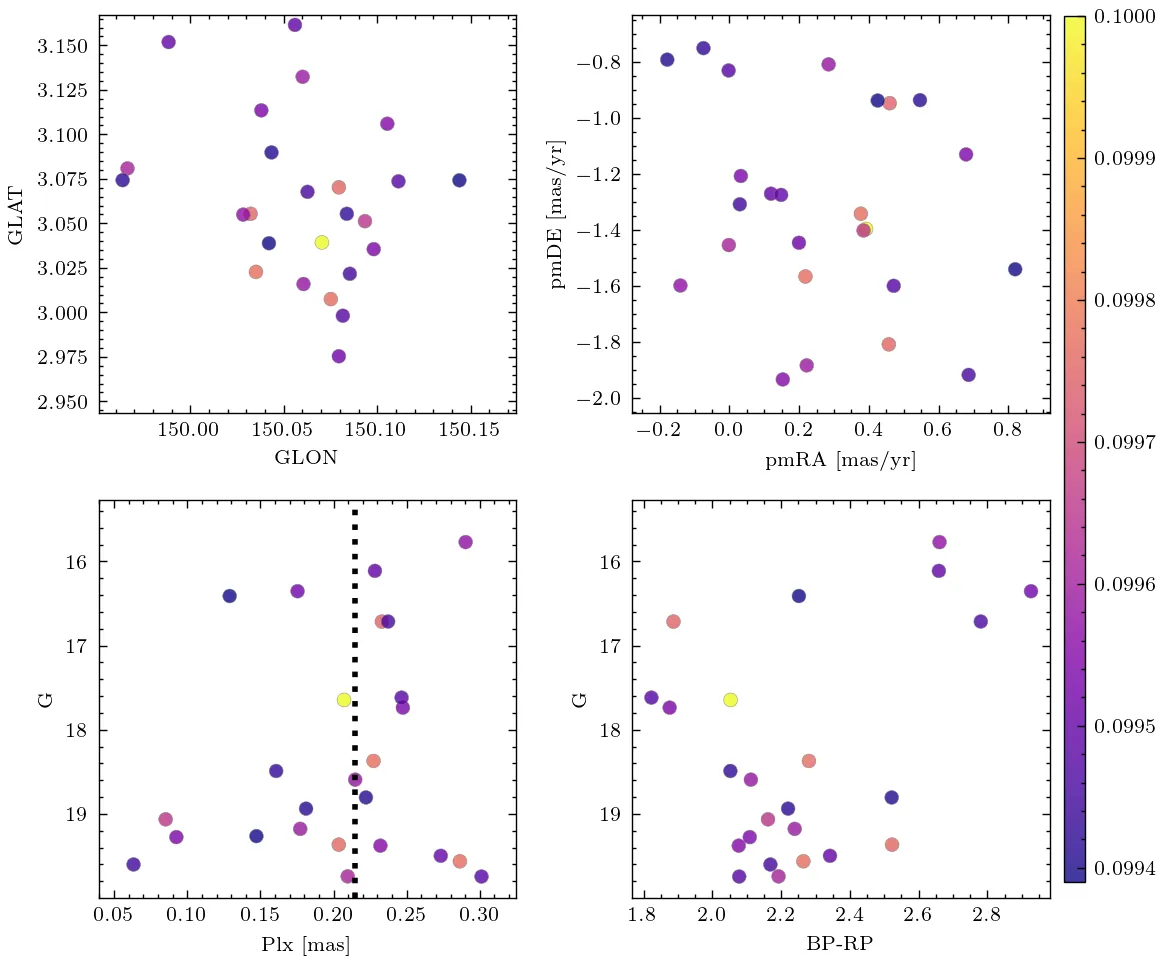 3.150
3.125
3.100
3.075
3.050
3.025
3.000
2.975
2.950
GLAT
150.00 150.05 150.10 150.15
GLON
−0.8
−1.0
−1.2
−1.4
−1.6
−1.8
−2.0
pmDE [mas/yr]
−0.2 0.0 0.2 0.4 0.6 0.8
pmRA [mas/yr]
0.1000
0.0999
0.0998
0.0997
0.0996
0.0995
0.0994
16
17
18
19
G
0.05 0.10 0.15 0.20 0.25 0.30
Plx [mas]
16
17
18
19
G
1.8 2.0 2.2 2.4 2.6 2.8
BP-RP